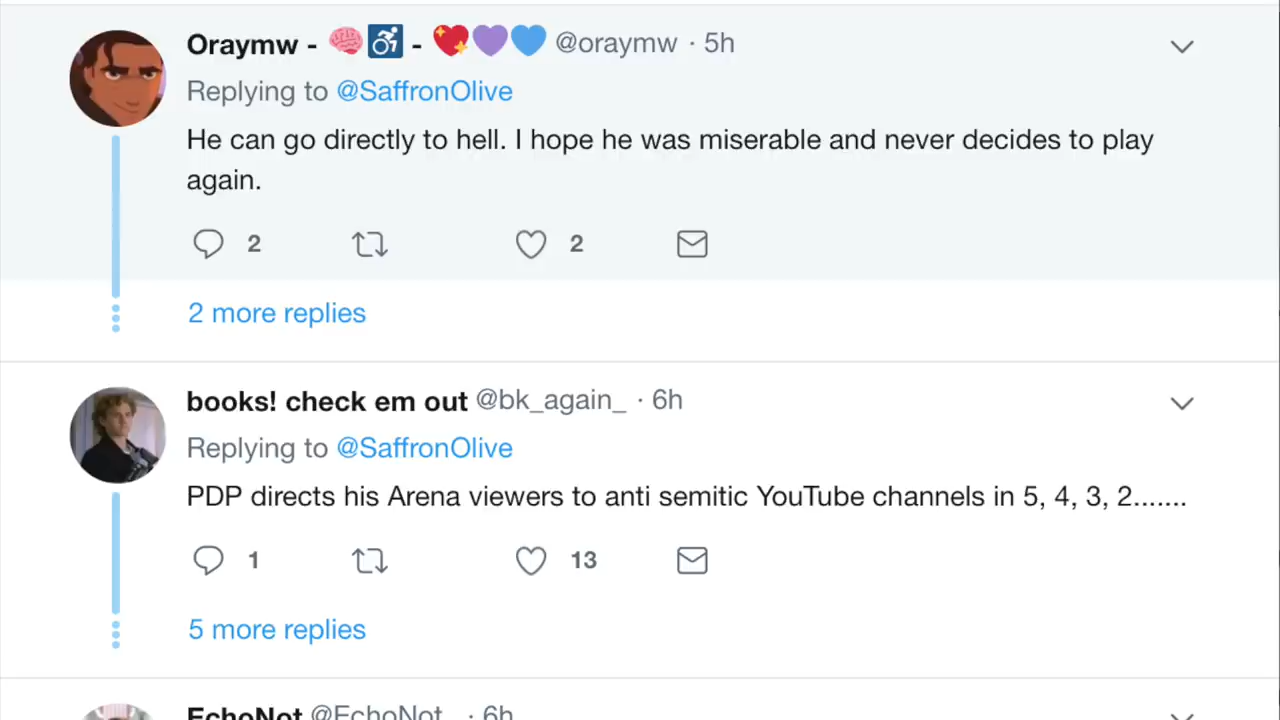 Oraymw - 🧠♿ - 💖💜💙 @oraymw · 5h
Replying to @SaffronOlive
He can go directly to hell. I hope he was miserable and never decides to play
again.
2 2
2 more replies
books! check em out @bk_again_ · 6h
Replying to @SaffronOlive
PDP directs his Arena viewers to anti semitic YouTube channels in 5, 4, 3, 2.......
1 13
5 more replies
EchoNot @EchoNot_ · 6h